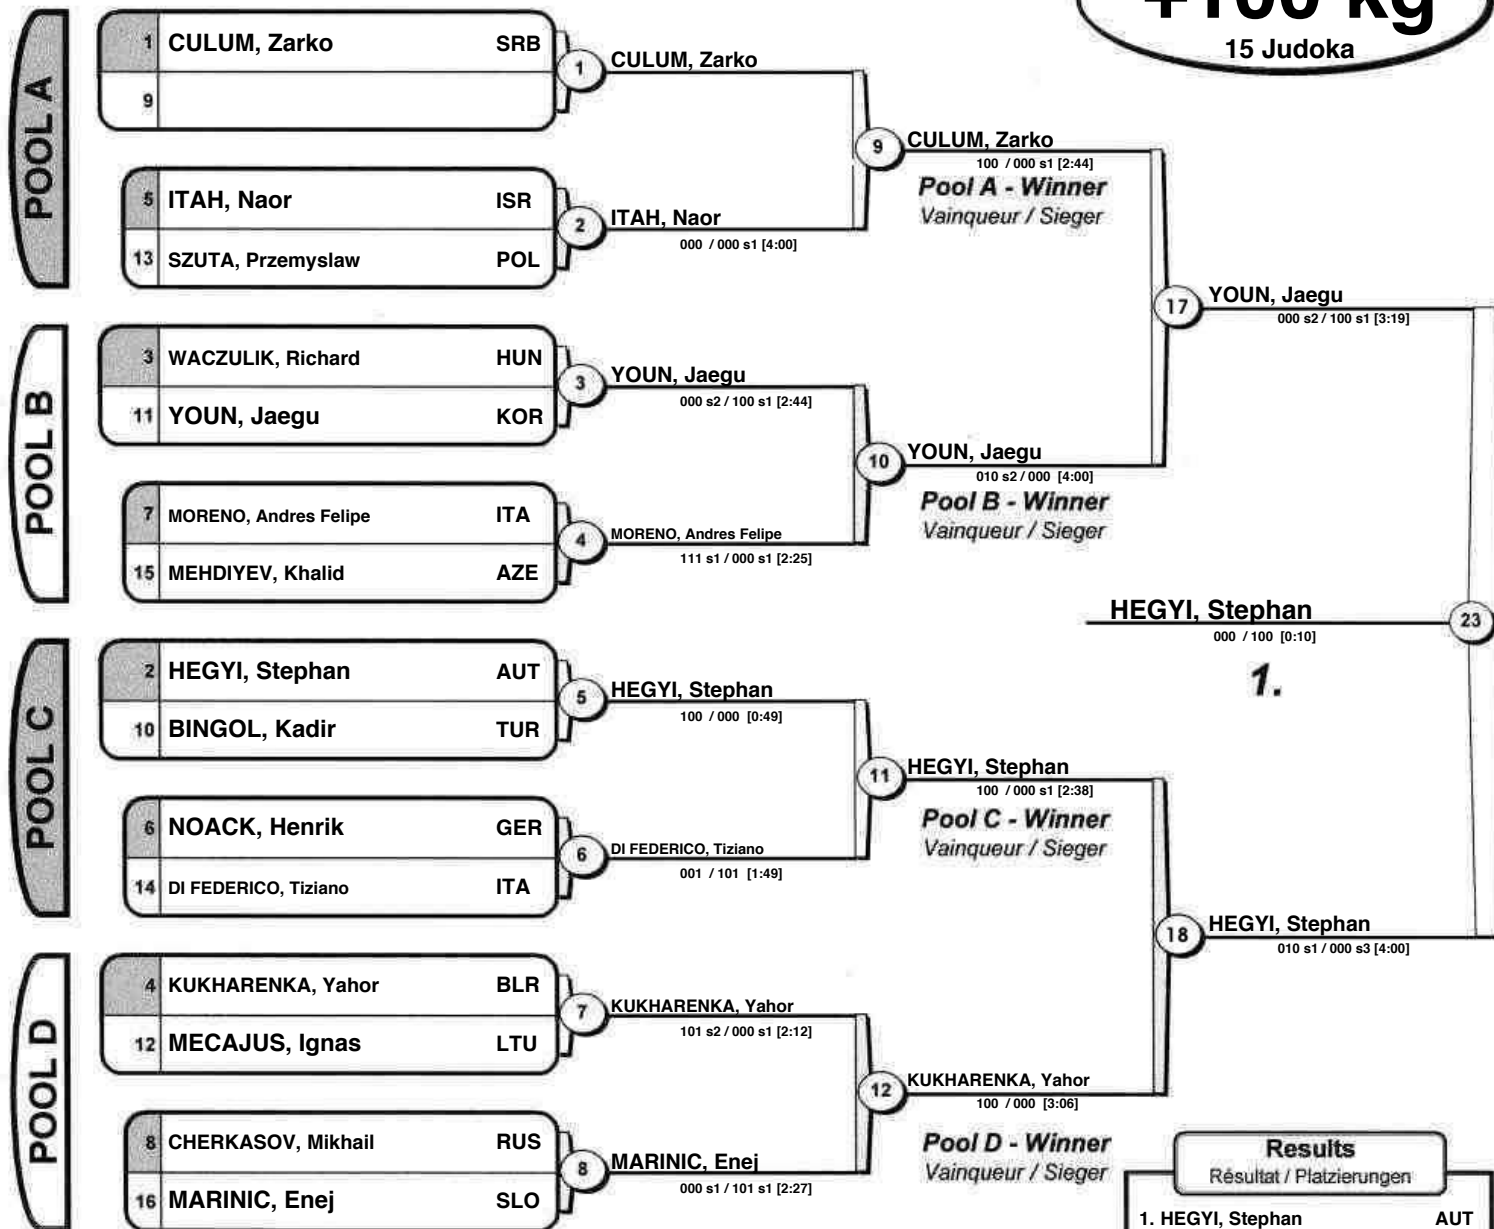 +100 kg
15 Judoka
POOL A
1 CULUM, Zarko SRB
9
5 ITAH, Naor ISR
13 SZUTA, Przemyslaw POL
1 CULUM, Zarko
2 ITAH, Naor
000 / 000 s1 [4:00]
9 CULUM, Zarko
100 / 000 s1 [2:44]
Pool A - Winner
Vainqueur / Sieger
POOL B
3 WACZULIK, Richard HUN
11 YOUN, Jaegu KOR
7 MORENO, Andres Felipe ITA
15 MEHDIYEV, Khalid AZE
3 YOUN, Jaegu
000 s2 / 100 s1 [2:44]
4 MORENO, Andres Felipe
111 s1 / 000 s1 [2:25]
10 YOUN, Jaegu
010 s2 / 000 [4:00]
Pool B - Winner
Vainqueur / Sieger
17 YOUN, Jaegu
000 s2 / 100 s1 [3:19]
HEGYI, Stephan 23
000 / 100 [0:10]
1.
POOL C
2 HEGYI, Stephan AUT
10 BINGOL, Kadir TUR
6 NOACK, Henrik GER
14 DI FEDERICO, Tiziano ITA
5 HEGYI, Stephan
100 / 000 [0:49]
6 DI FEDERICO, Tiziano
001 / 101 [1:49]
11 HEGYI, Stephan
100 / 000 s1 [2:38]
Pool C - Winner
Vainqueur / Sieger
18 HEGYI, Stephan
010 s1 / 000 s3 [4:00]
POOL D
4 KUKHARENKA, Yahor BLR
12 MECAJUS, Ignas LTU
8 CHERKASOV, Mikhail RUS
16 MARINIC, Enej SLO
7 KUKHARENKA, Yahor
101 s2 / 000 s1 [2:12]
8 MARINIC, Enej
000 s1 / 101 s1 [2:27]
12 KUKHARENKA, Yahor
100 / 000 [3:06]
Pool D - Winner
Vainqueur / Sieger
Results
Résultat / Platzierungen
1. HEGYI, Stephan AUT